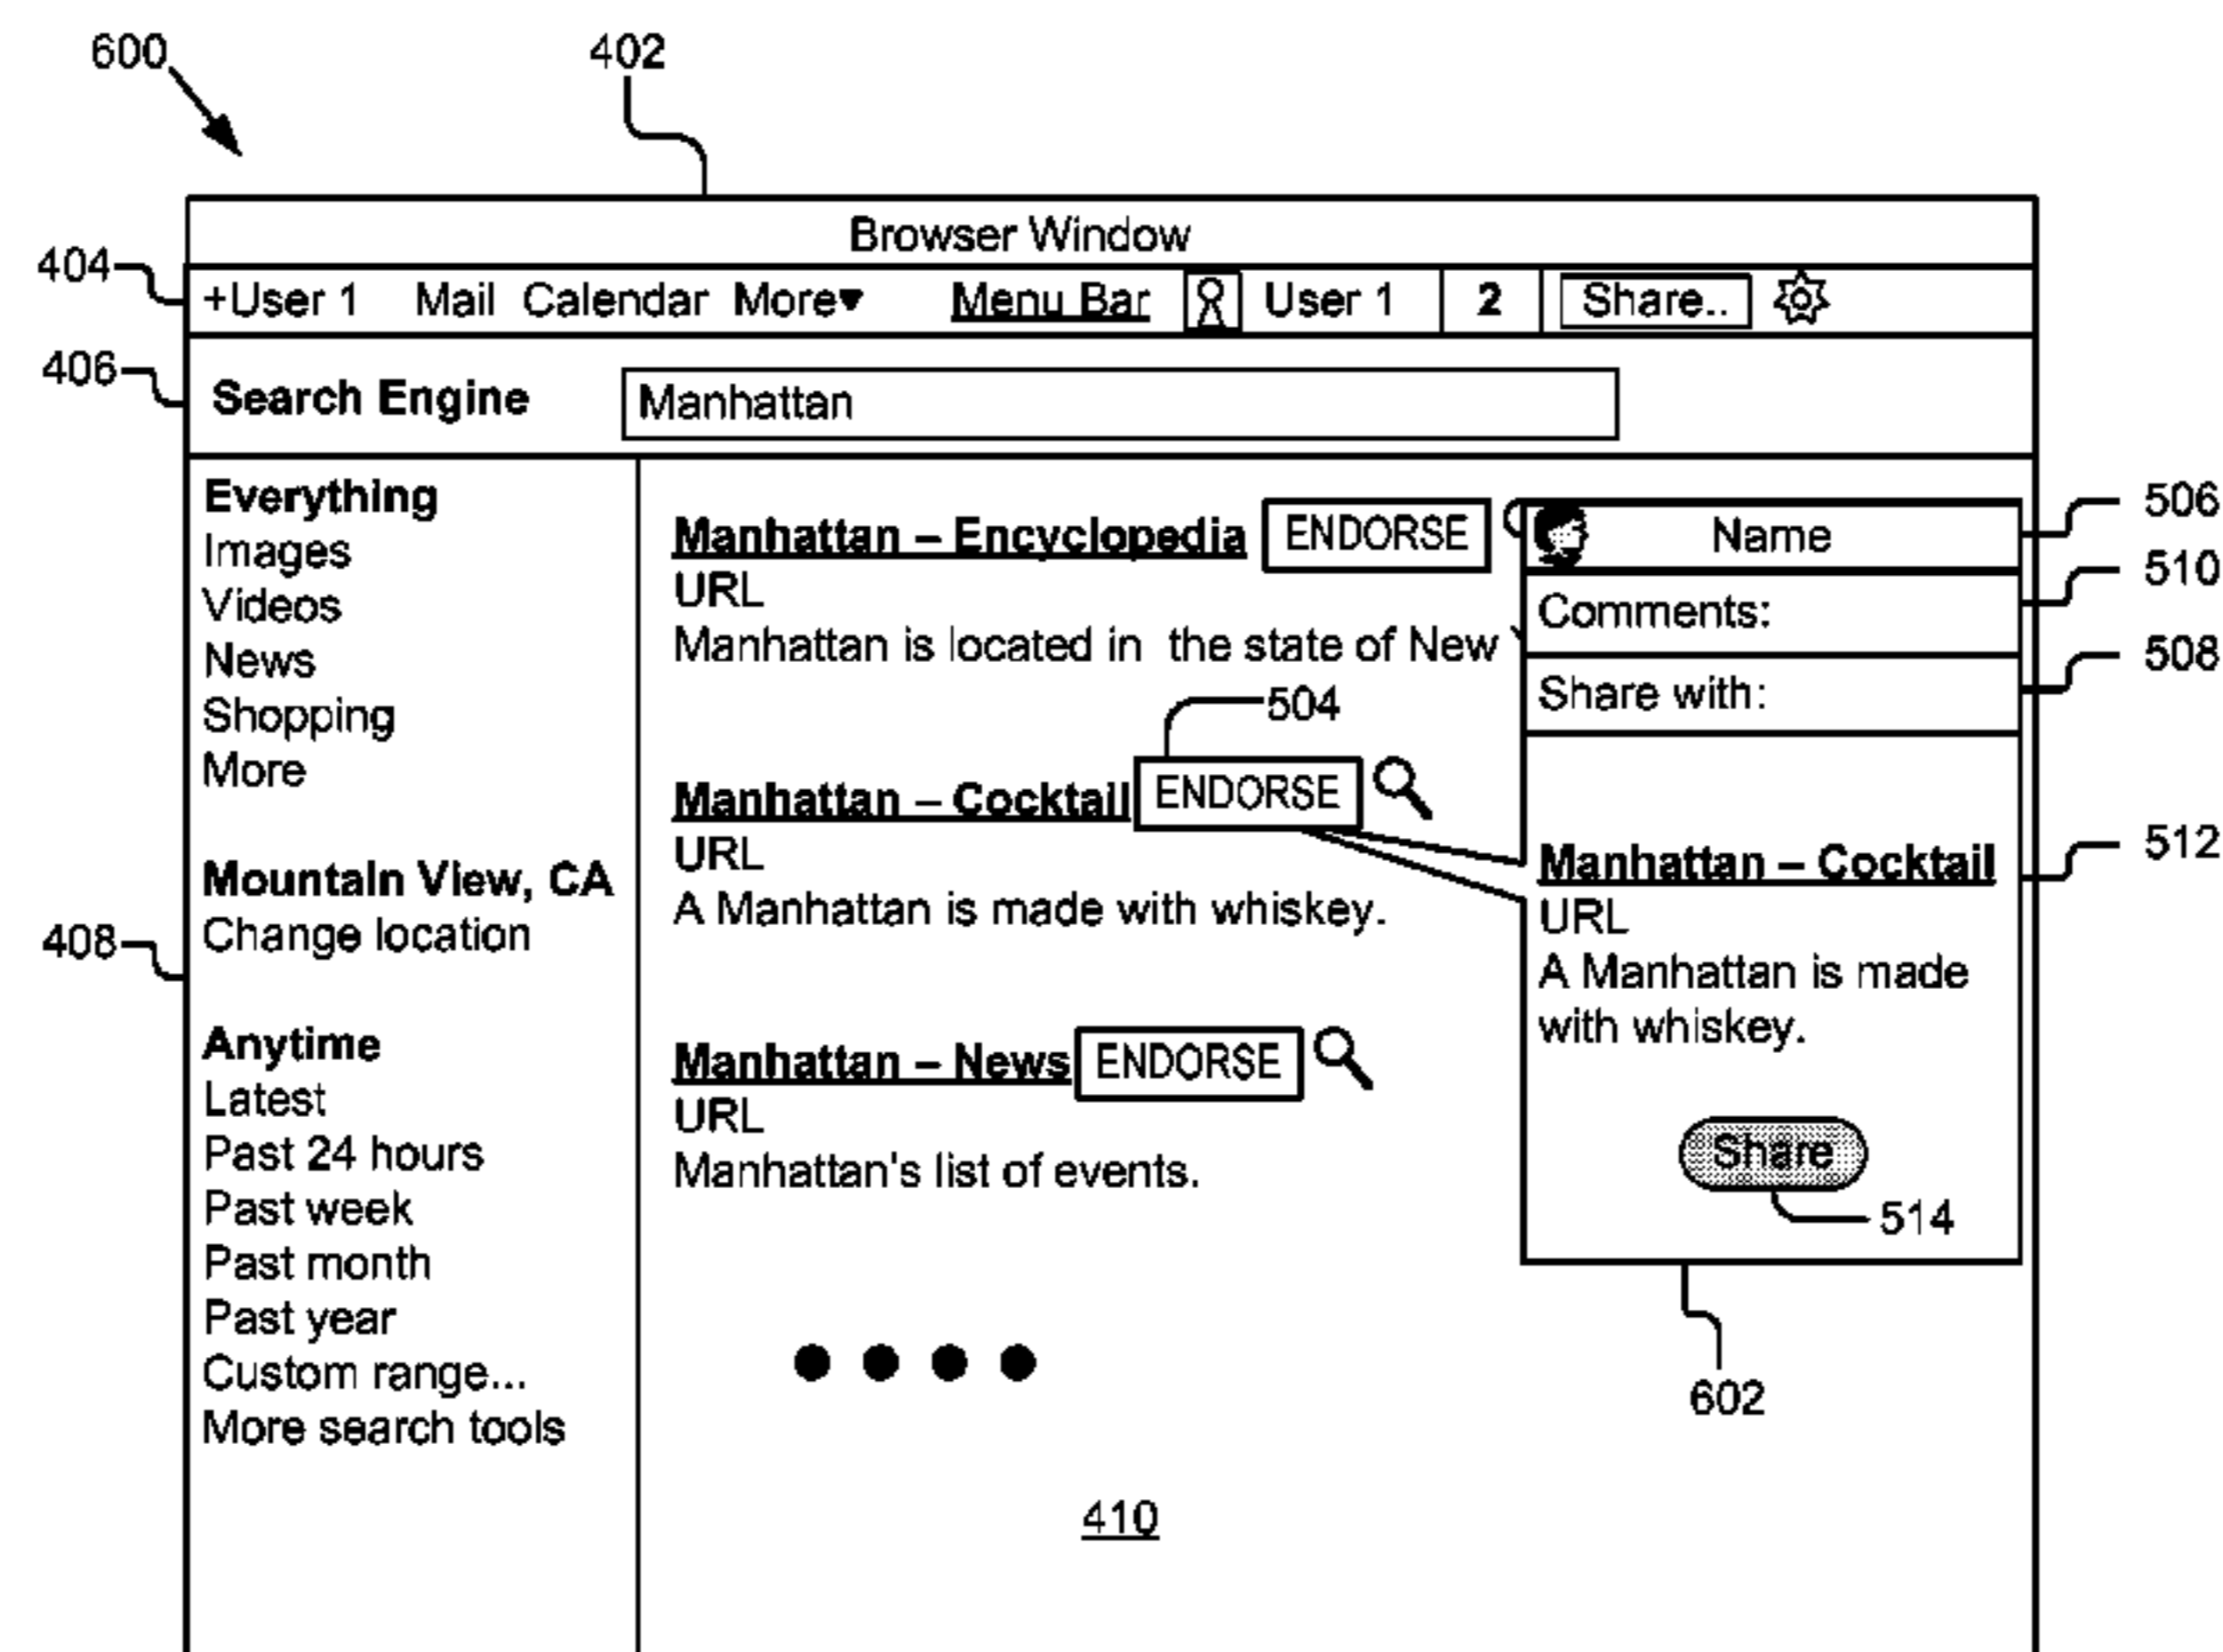 600
402
Browser Window
404
+User 1 Mail Calendar More▾ Menu Bar User 1 2 Share..
406
Search Engine Manhattan
Everything
Images
Videos
News
Shopping
More
Mountain View, CA
Change location
408
Anytime
Latest
Past 24 hours
Past week
Past month
Past year
Custom range...
More search tools
Manhattan – Encyclopedia ENDORSE
URL
Manhattan is located in the state of New
504
Manhattan – Cocktail ENDORSE
URL
A Manhattan is made with whiskey.
Manhattan – News ENDORSE
URL
Manhattan's list of events.
410
Name 506
Comments: 510
Share with: 508
Manhattan – Cocktail 512
URL
A Manhattan is made
with whiskey.
Share
514
602